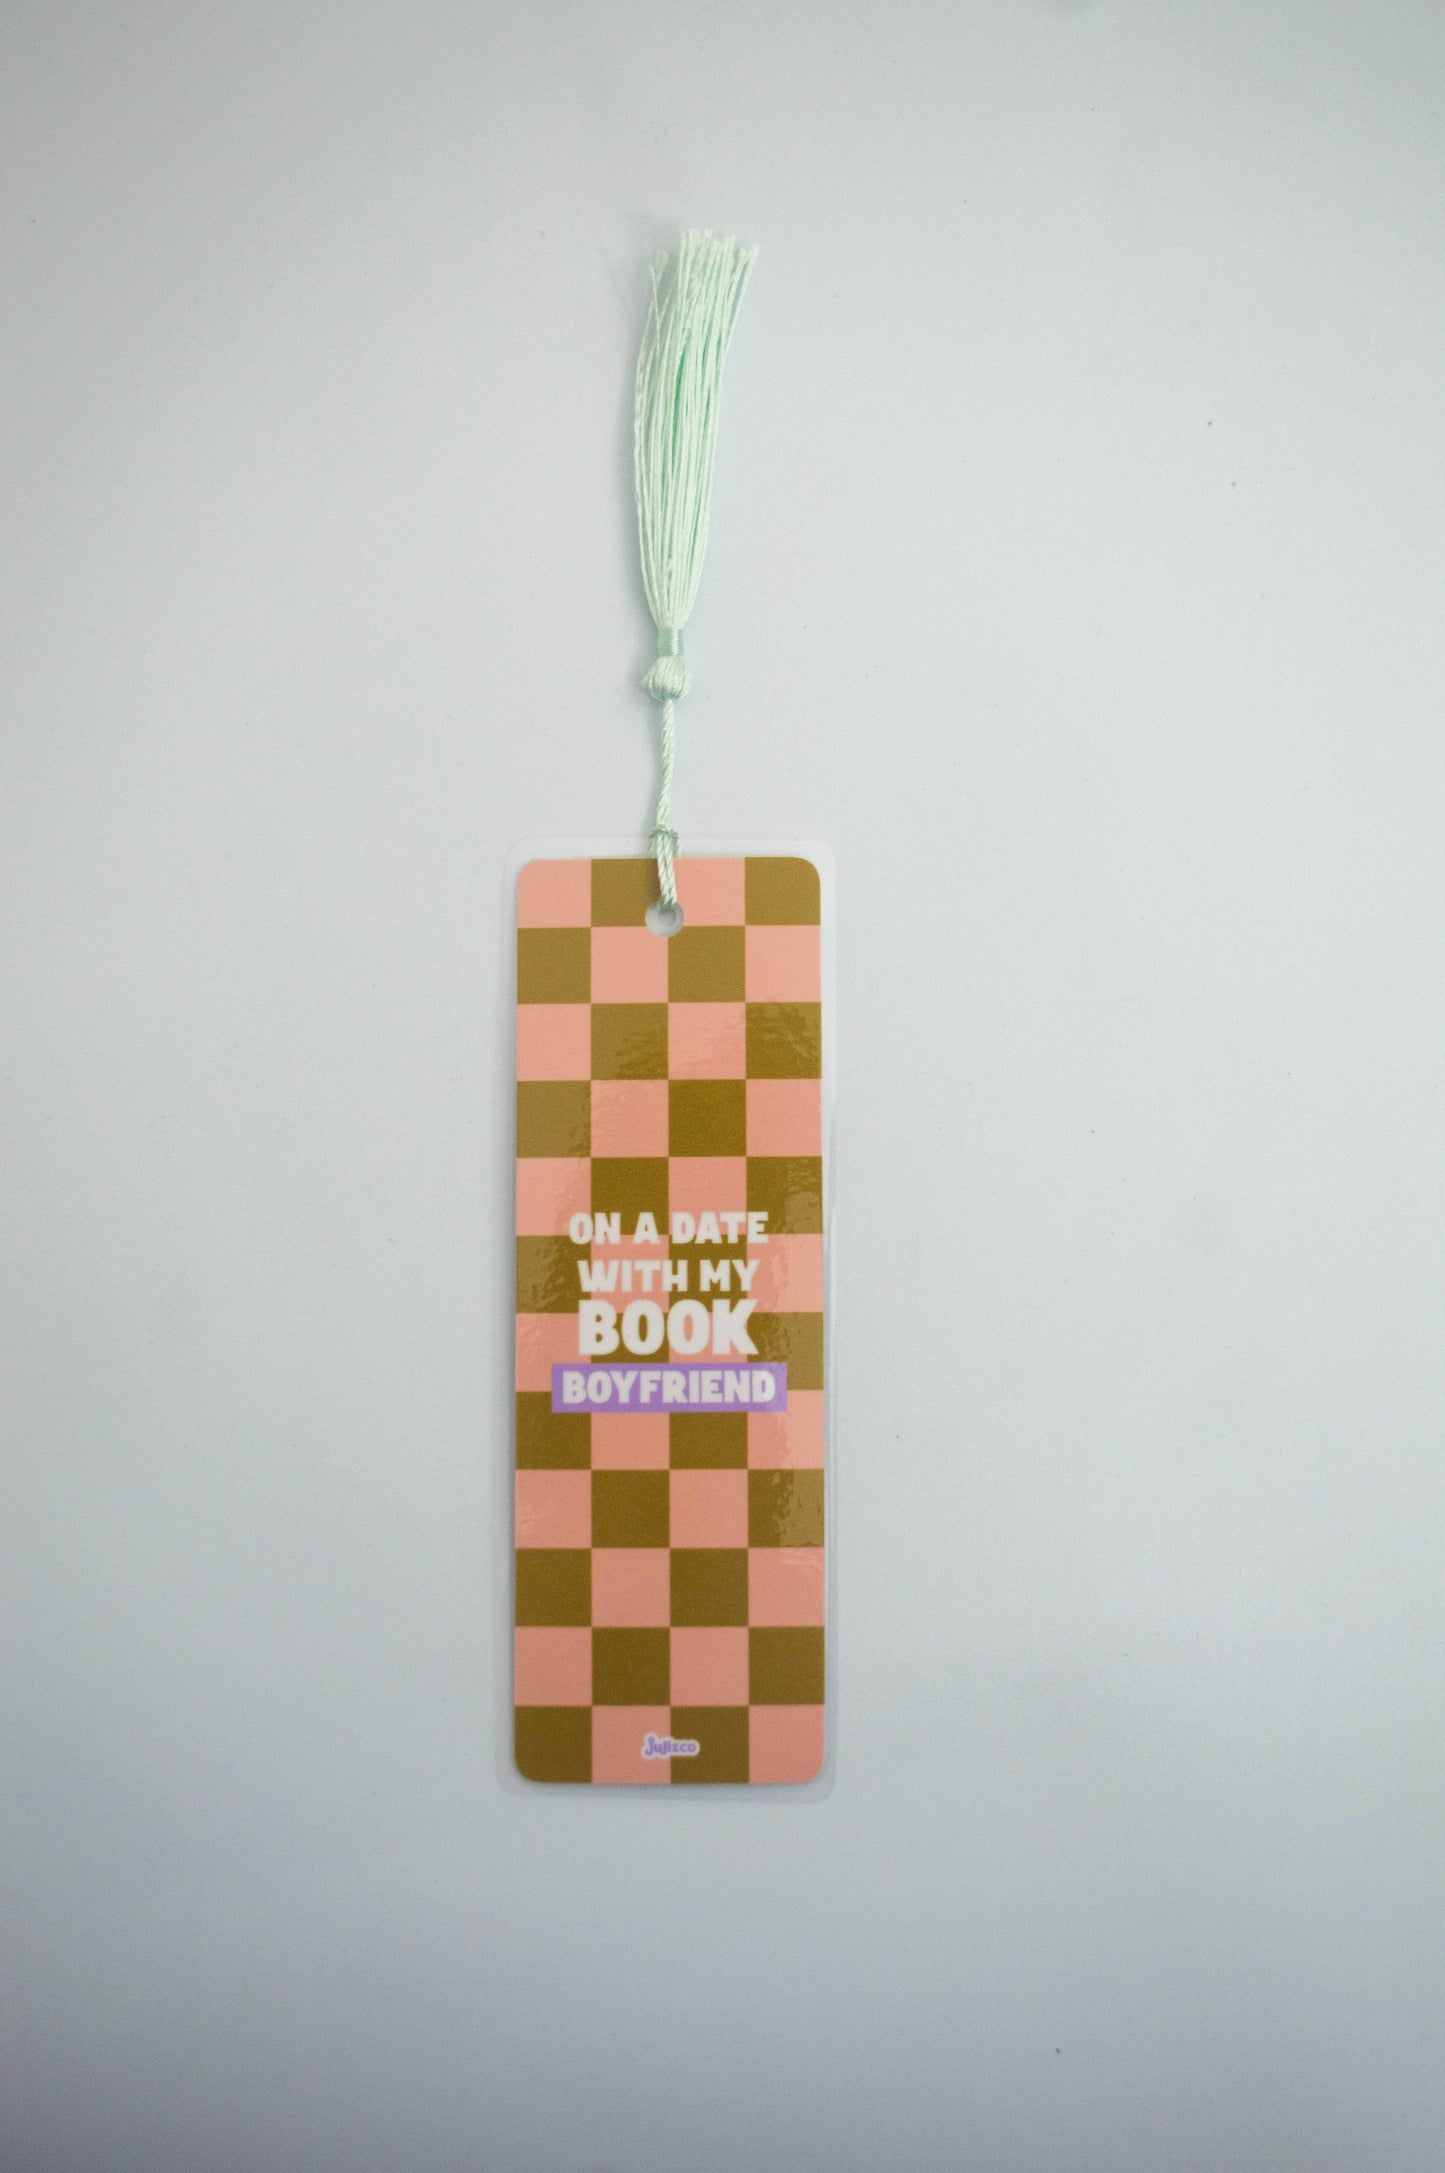 ON A DATE
WITH MY
BOOK
BOYFRIEND
Jujizco